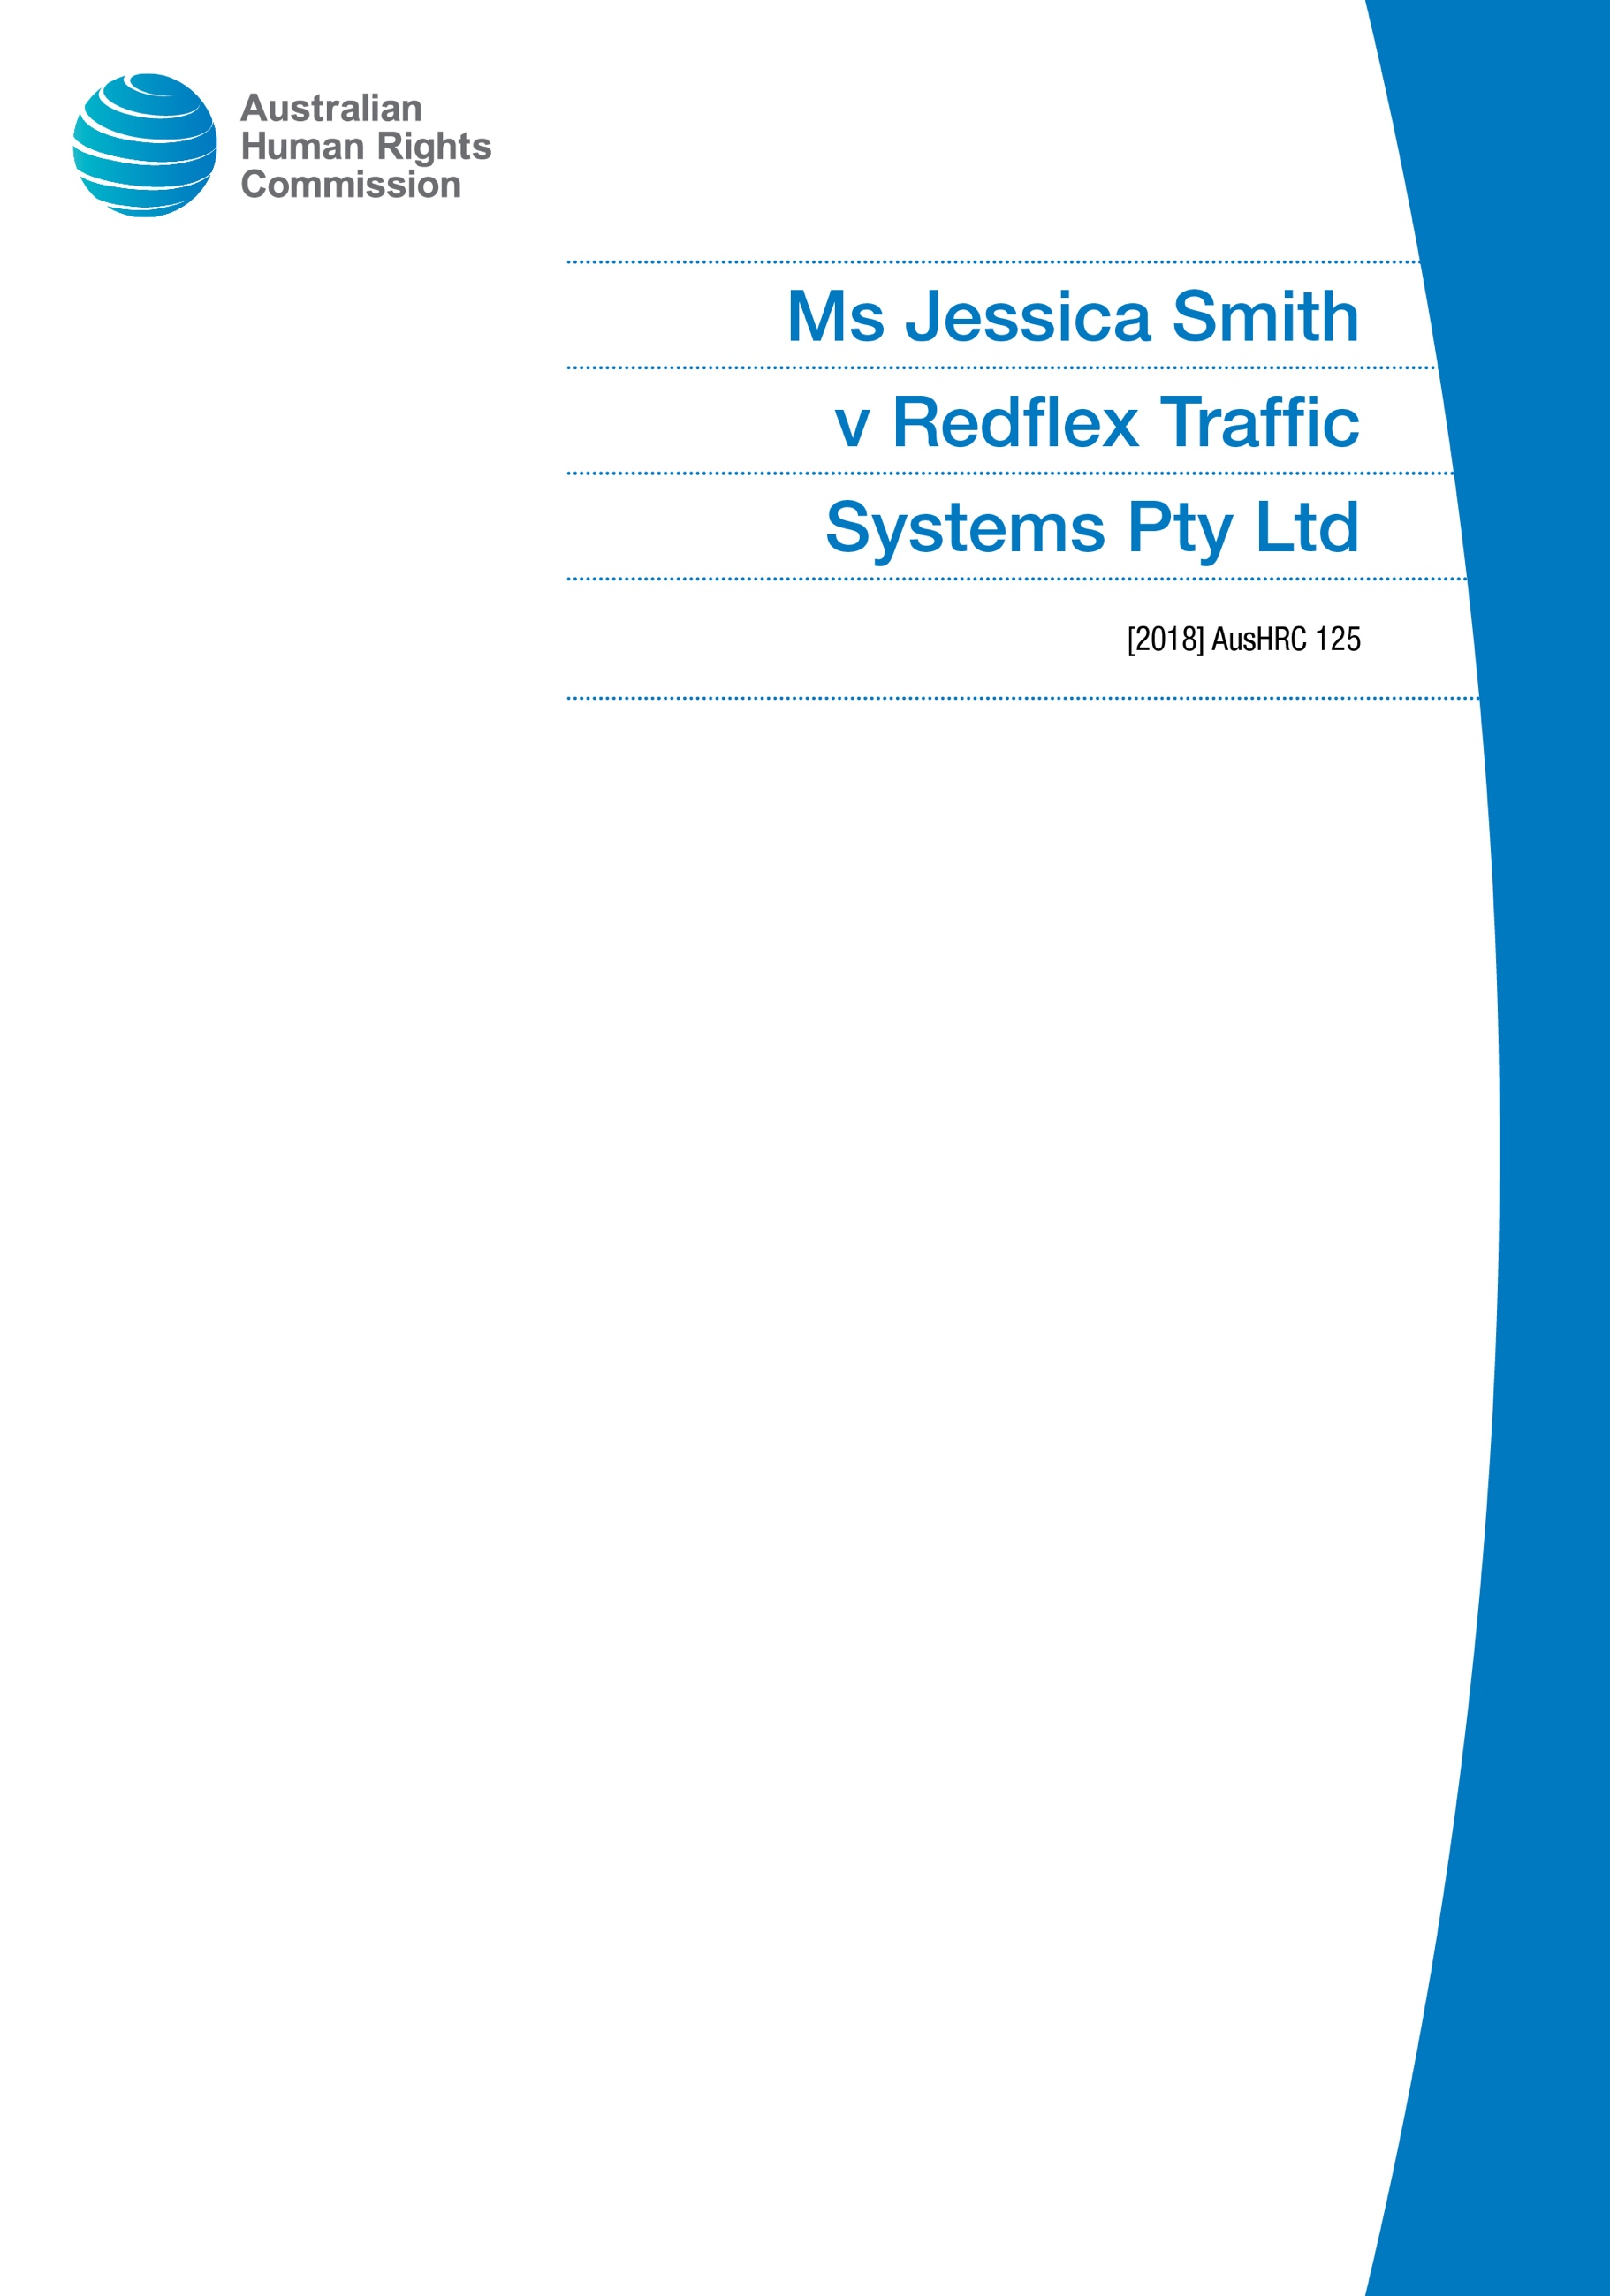 Australian
Human Rights
Commission
Ms Jessica Smith
v Redflex Traffic
Systems Pty Ltd
[2018] AusHRC 125